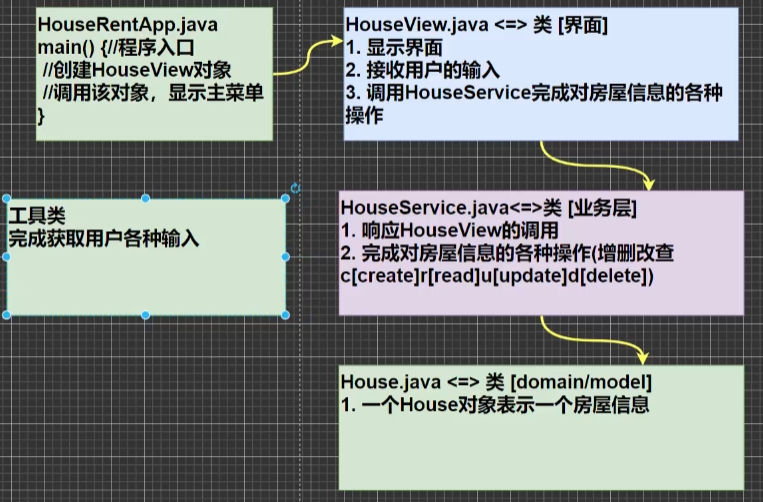 HouseRentApp.java
main() {//程序入口
//创建HouseView对象
//调用该对象，显示主菜单
}
HouseView.java <=> 类 [界面]
1. 显示界面
2. 接收用户的输入
3. 调用HouseService完成对房屋信息的各种
操作
工具类
完成获取用户各种输入
HouseService.java<=>类 [业务层]
1. 响应HouseView的调用
2. 完成对房屋信息的各种操作(增删改查
c[create]r[read]u[update]d[delete])
House.java <=> 类 [domain/model]
1. 一个House对象表示一个房屋信息